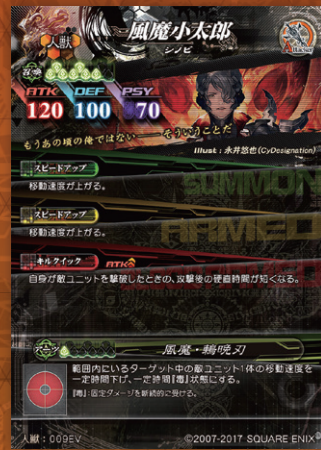 人獣
風魔小太郎
シノビ
召喚
ATK DEF PSY
120 100 70
もうあの頃の俺ではない――そういうことだ
Illust：永井悠也(CyDesignation)
スピードアップ
移動速度が上がる。
SUMMON
スピードアップ
移動速度が上がる。
ARMED
キルクイック ATK
自身が敵ユニットを撃破したときの、攻撃後の硬直時間が短くなる。
範囲内にいるターゲット中の敵ユニット1体の移動速度を
一定時間下げ、一定時間『毒』状態にする。
『毒』：固定ダメージを断続的に受ける。
人獣：009EV
©2007-2017 SQUARE ENIX